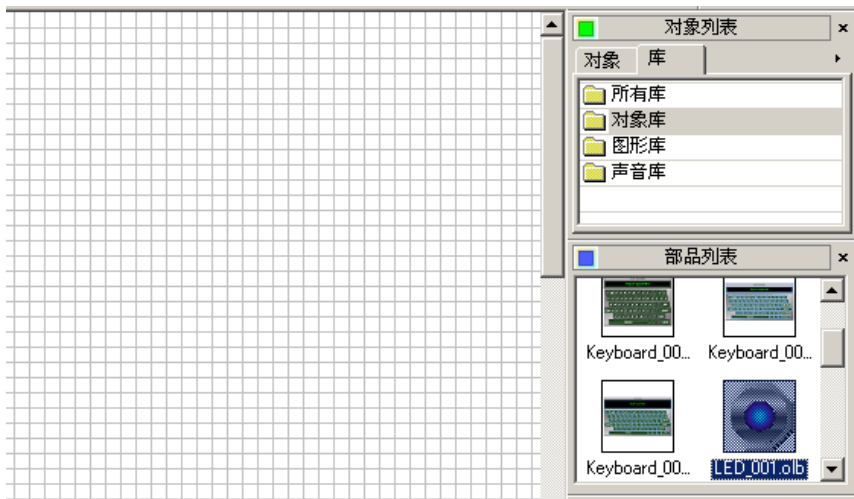 对象列表
对象 库
所有库
对象库
图形库
声音库
部品列表
Keyboard_00... Keyboard_00...
Keyboard_00... LED_001.olb